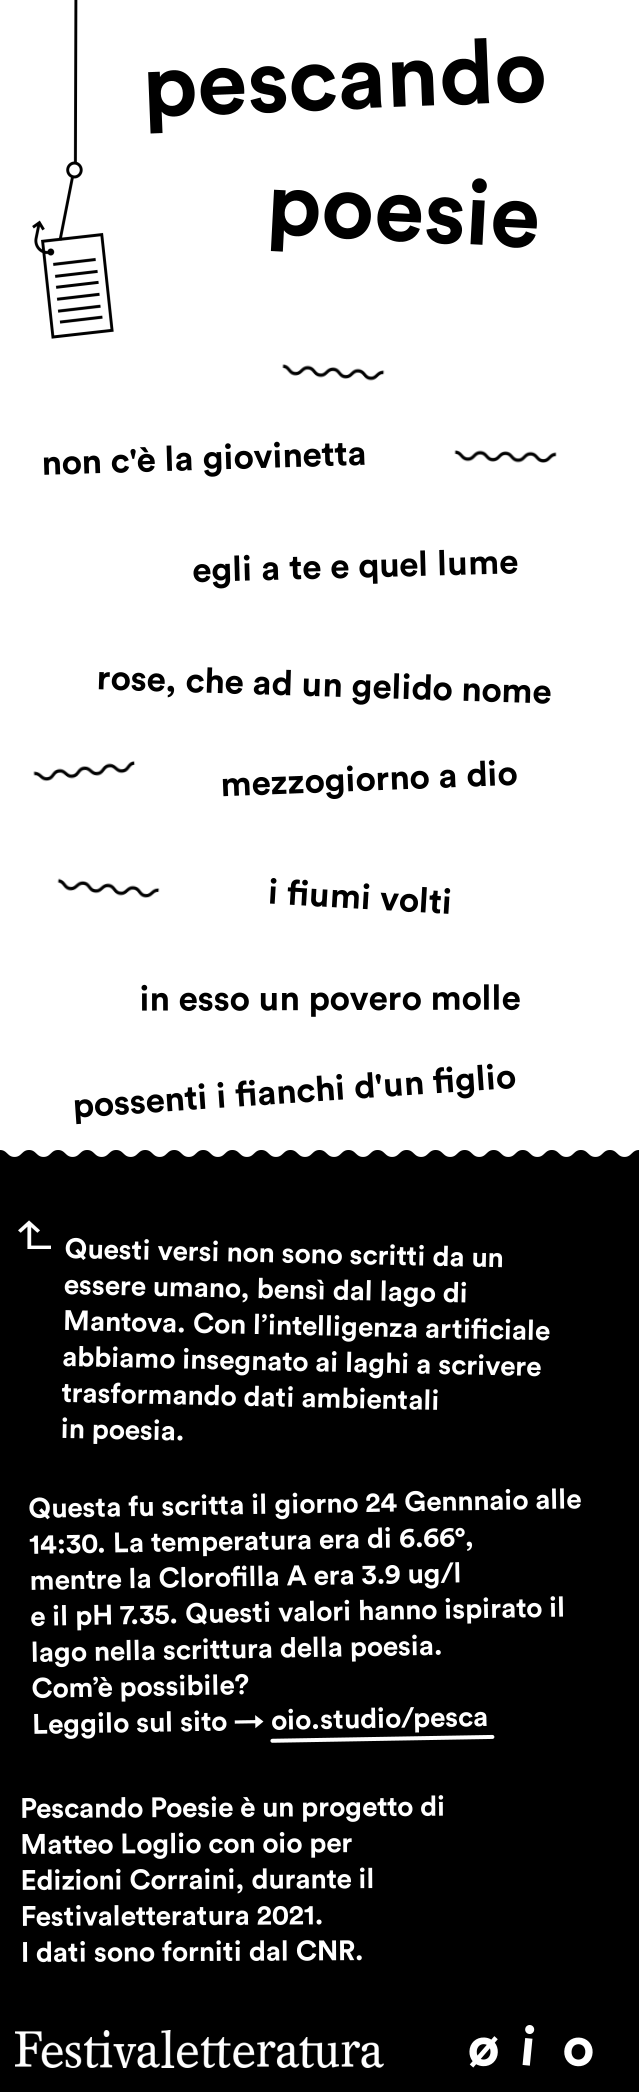 pescando
poesie
non c'è la giovinetta
egli a te e quel lume
rose, che ad un gelido nome
mezzogiorno a dio
i fiumi volti
in esso un povero molle
possenti i fianchi d'un figlio
Questi versi non sono scritti da un
essere umano, bensì dal lago di
Mantova. Con l’intelligenza artificiale
abbiamo insegnato ai laghi a scrivere
trasformando dati ambientali
in poesia.
Questa fu scritta il giorno 24 Gennnaio alle
14:30. La temperatura era di 6.66°,
mentre la Clorofilla A era 3.9 ug/l
e il pH 7.35. Questi valori hanno ispirato il
lago nella scrittura della poesia.
Com’è possibile?
Leggilo sul sito → oio.studio/pesca
Pescando Poesie è un progetto di
Matteo Loglio con oio per
Edizioni Corraini, durante il
Festivaletteratura 2021.
I dati sono forniti dal CNR.
Festivaletteratura ø i o